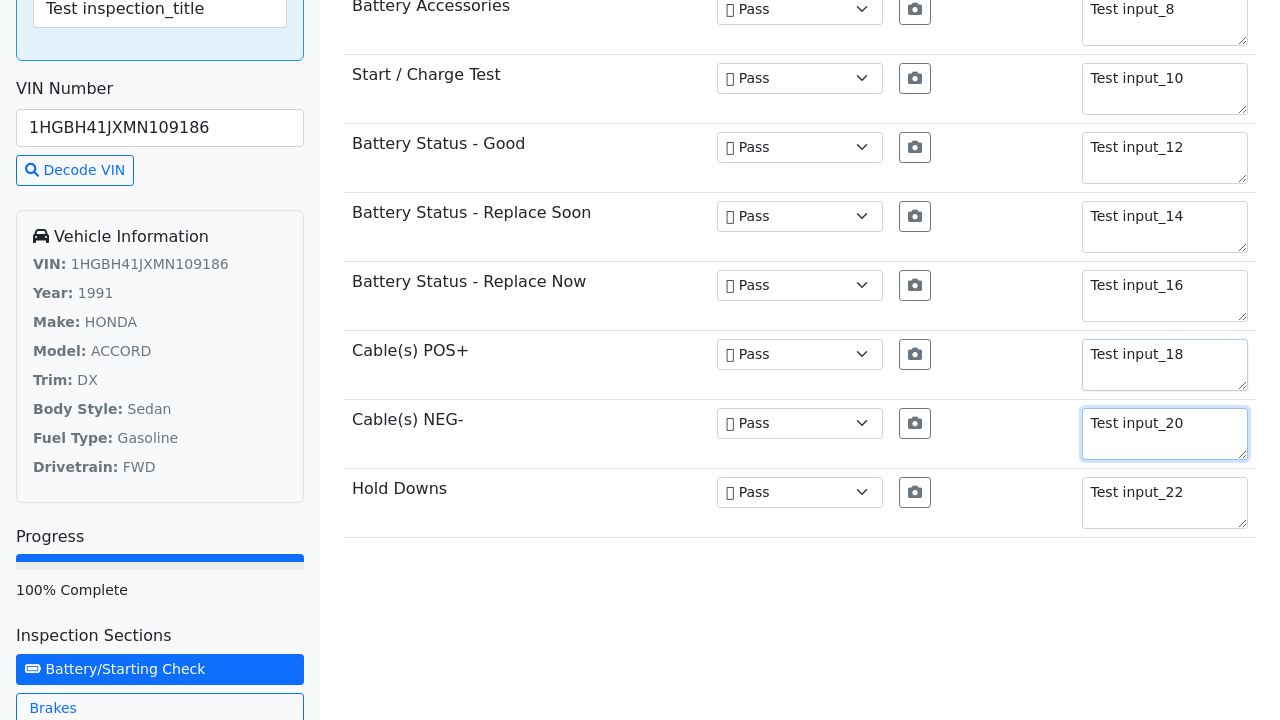 Test inspection_title
VIN Number
1HGBH41JXMN109186
Decode VIN
Vehicle Information
VIN: 1HGBH41JXMN109186
Year: 1991
Make: HONDA
Model: ACCORD
Trim: DX
Body Style: Sedan
Fuel Type: Gasoline
Drivetrain: FWD
Progress
100% Complete
Inspection Sections
Battery/Starting Check
Brakes
Battery Accessories Pass Test input_8
Start / Charge Test Pass Test input_10
Battery Status - Good Pass Test input_12
Battery Status - Replace Soon Pass Test input_14
Battery Status - Replace Now Pass Test input_16
Cable(s) POS+ Pass Test input_18
Cable(s) NEG- Pass Test input_20
Hold Downs Pass Test input_22